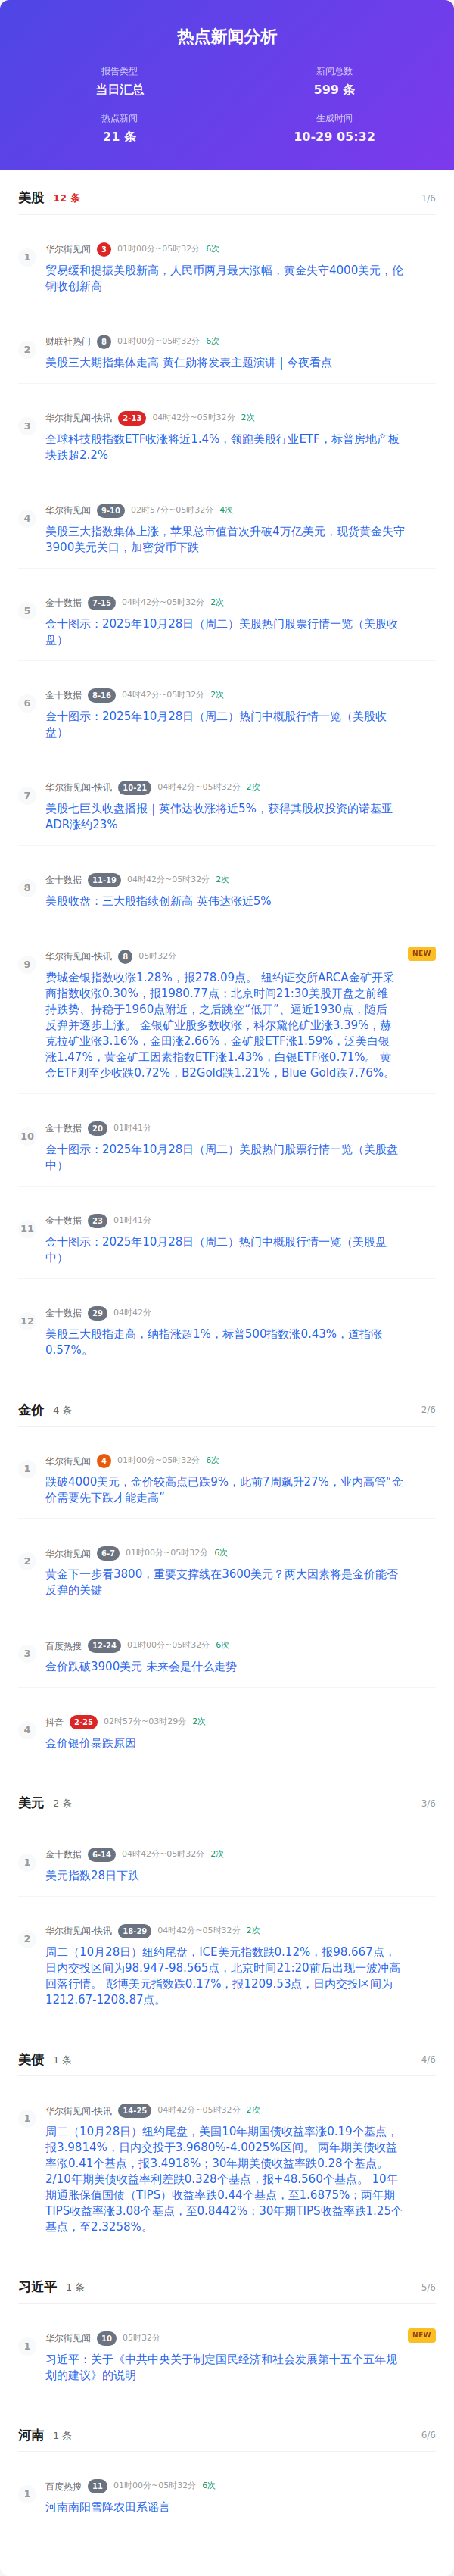 热点新闻分析
报告类型
当日汇总
新闻总数
599 条
热点新闻
21 条
生成时间
10-29 05:32
美股 12 条 1/6
1
华尔街见闻 3 01时00分~05时32分 6次
贸易缓和提振美股新高，人民币两月最大涨幅，黄金失守4000美元，伦
铜收创新高
2
财联社热门 8 01时00分~05时32分 6次
美股三大期指集体走高 黄仁勋将发表主题演讲 | 今夜看点
3
华尔街见闻-快讯 2-13 04时42分~05时32分 2次
全球科技股指数ETF收涨将近1.4%，领跑美股行业ETF，标普房地产板
块跌超2.2%
4
华尔街见闻 9-10 02时57分~05时32分 4次
美股三大指数集体上涨，苹果总市值首次升破4万亿美元，现货黄金失守
3900美元关口，加密货币下跌
5
金十数据 7-15 04时42分~05时32分 2次
金十图示：2025年10月28日（周二）美股热门股票行情一览（美股收
盘）
6
金十数据 8-16 04时42分~05时32分 2次
金十图示：2025年10月28日（周二）热门中概股行情一览（美股收
盘）
7
华尔街见闻-快讯 10-21 04时42分~05时32分 2次
美股七巨头收盘播报｜英伟达收涨将近5%，获得其股权投资的诺基亚
ADR涨约23%
8
金十数据 11-19 04时42分~05时32分 2次
美股收盘：三大股指续创新高 英伟达涨近5%
9
华尔街见闻-快讯 8 05时32分 NEW
费城金银指数收涨1.28%，报278.09点。 纽约证交所ARCA金矿开采
商指数收涨0.30%，报1980.77点；北京时间21:30美股开盘之前维
持跌势、持稳于1960点附近，之后跳空“低开”、逼近1930点，随后
反弹并逐步上涨。 金银矿业股多数收涨，科尔黛伦矿业涨3.39%，赫
克拉矿业涨3.16%，金田涨2.66%，金矿股ETF涨1.59%，泛美白银
涨1.47%，黄金矿工因素指数ETF涨1.43%，白银ETF涨0.71%。 黄
金ETF则至少收跌0.72%，B2Gold跌1.21%，Blue Gold跌7.76%。
10
金十数据 20 01时41分
金十图示：2025年10月28日（周二）美股热门股票行情一览（美股盘
中）
11
金十数据 23 01时41分
金十图示：2025年10月28日（周二）热门中概股行情一览（美股盘
中）
12
金十数据 29 04时42分
美股三大股指走高，纳指涨超1%，标普500指数涨0.43%，道指涨
0.57%。
金价 4 条 2/6
1
华尔街见闻 4 01时00分~05时32分 6次
跌破4000美元，金价较高点已跌9%，此前7周飙升27%，业内高管“金
价需要先下跌才能走高”
2
华尔街见闻 6-7 01时00分~05时32分 6次
黄金下一步看3800，重要支撑线在3600美元？两大因素将是金价能否
反弹的关键
3
百度热搜 12-24 01时00分~05时32分 6次
金价跌破3900美元 未来会是什么走势
4
抖音 2-25 02时57分~03时29分 2次
金价银价暴跌原因
美元 2 条 3/6
1
金十数据 6-14 04时42分~05时32分 2次
美元指数28日下跌
2
华尔街见闻-快讯 18-29 04时42分~05时32分 2次
周二（10月28日）纽约尾盘，ICE美元指数跌0.12%，报98.667点，
日内交投区间为98.947-98.565点，北京时间21:20前后出现一波冲高
回落行情。 彭博美元指数跌0.17%，报1209.53点，日内交投区间为
1212.67-1208.87点。
美债 1 条 4/6
1
华尔街见闻-快讯 14-25 04时42分~05时32分 2次
周二（10月28日）纽约尾盘，美国10年期国债收益率涨0.19个基点，
报3.9814%，日内交投于3.9680%-4.0025%区间。 两年期美债收益
率涨0.41个基点，报3.4918%；30年期美债收益率跌0.28个基点。
2/10年期美债收益率利差跌0.328个基点，报+48.560个基点。 10年
期通胀保值国债（TIPS）收益率跌0.44个基点，至1.6875%；两年期
TIPS收益率涨3.08个基点，至0.8442%；30年期TIPS收益率跌1.25个
基点，至2.3258%。
习近平 1 条 5/6
1
华尔街见闻 10 05时32分 NEW
习近平：关于《中共中央关于制定国民经济和社会发展第十五个五年规
划的建议》的说明
河南 1 条 6/6
1
百度热搜 11 01时00分~05时32分 6次
河南南阳雪降农田系谣言